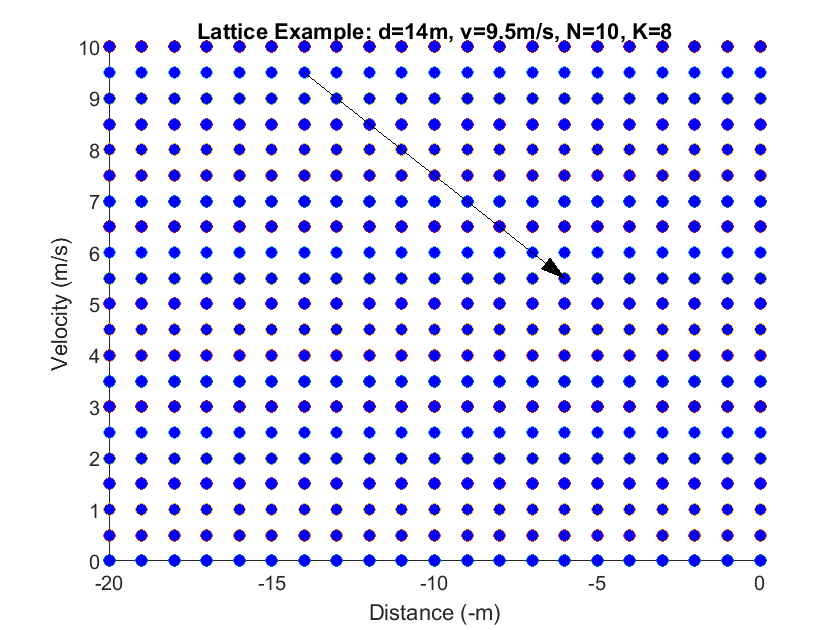 Lattice Example: d=14m, v=9.5m/s, N=10, K=8
10
9
8
7
6
5
4
3
2
1
0
Velocity (m/s)
-20 -15 -10 -5 0
Distance (-m)